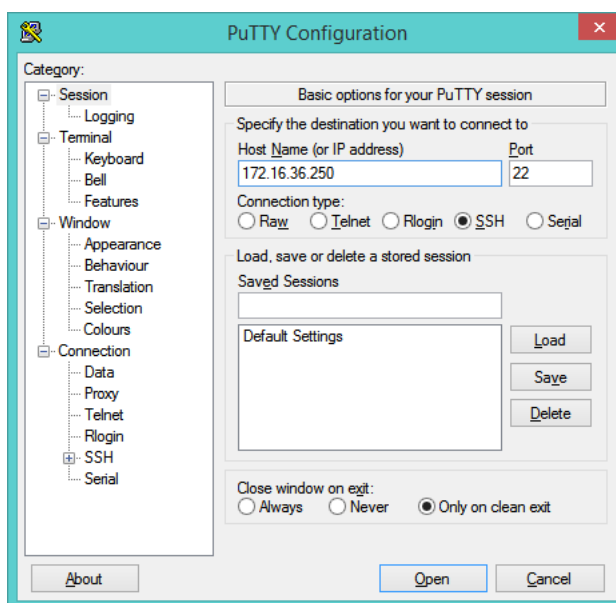 PuTTY Configuration
Category:
Session
Logging
Terminal
Keyboard
Bell
Features
Window
Appearance
Behaviour
Translation
Selection
Colours
Connection
Data
Proxy
Telnet
Rlogin
SSH
Serial
Basic options for your PuTTY session
Specify the destination you want to connect to
Host Name (or IP address) Port
172.16.36.250 22
Connection type:
Raw Telnet Rlogin SSH Serial
Load, save or delete a stored session
Saved Sessions
Default Settings
Load
Save
Delete
Close window on exit:
Always Never Only on clean exit
About Open Cancel